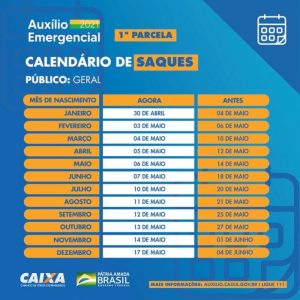 Auxílio 2021
Emergencial
1ª PARCELA
CALENDÁRIO DE SAQUES
PÚBLICO: GERAL
MÊS DE NASCIMENTO AGORA ANTES
JANEIRO 30 DE ABRIL 04 DE MAIO
FEVEREIRO 03 DE MAIO 06 DE MAIO
MARÇO 04 DE MAIO 10 DE MAIO
ABRIL 05 DE MAIO 12 DE MAIO
MAIO 06 DE MAIO 14 DE MAIO
JUNHO 07 DE MAIO 18 DE MAIO
JULHO 10 DE MAIO 20 DE MAIO
AGOSTO 11 DE MAIO 21 DE MAIO
SETEMBRO 12 DE MAIO 25 DE MAIO
OUTUBRO 13 DE MAIO 27 DE MAIO
NOVEMBRO 14 DE MAIO 01 DE JUNHO
DEZEMBRO 17 DE MAIO 04 DE JUNHO
CAIXA
PÁTRIA AMADA
BRASIL
GOVERNO FEDERAL
MAIS INFORMAÇÕES: AUXILIO.CAIXA.GOV.BR | LIGUE 111